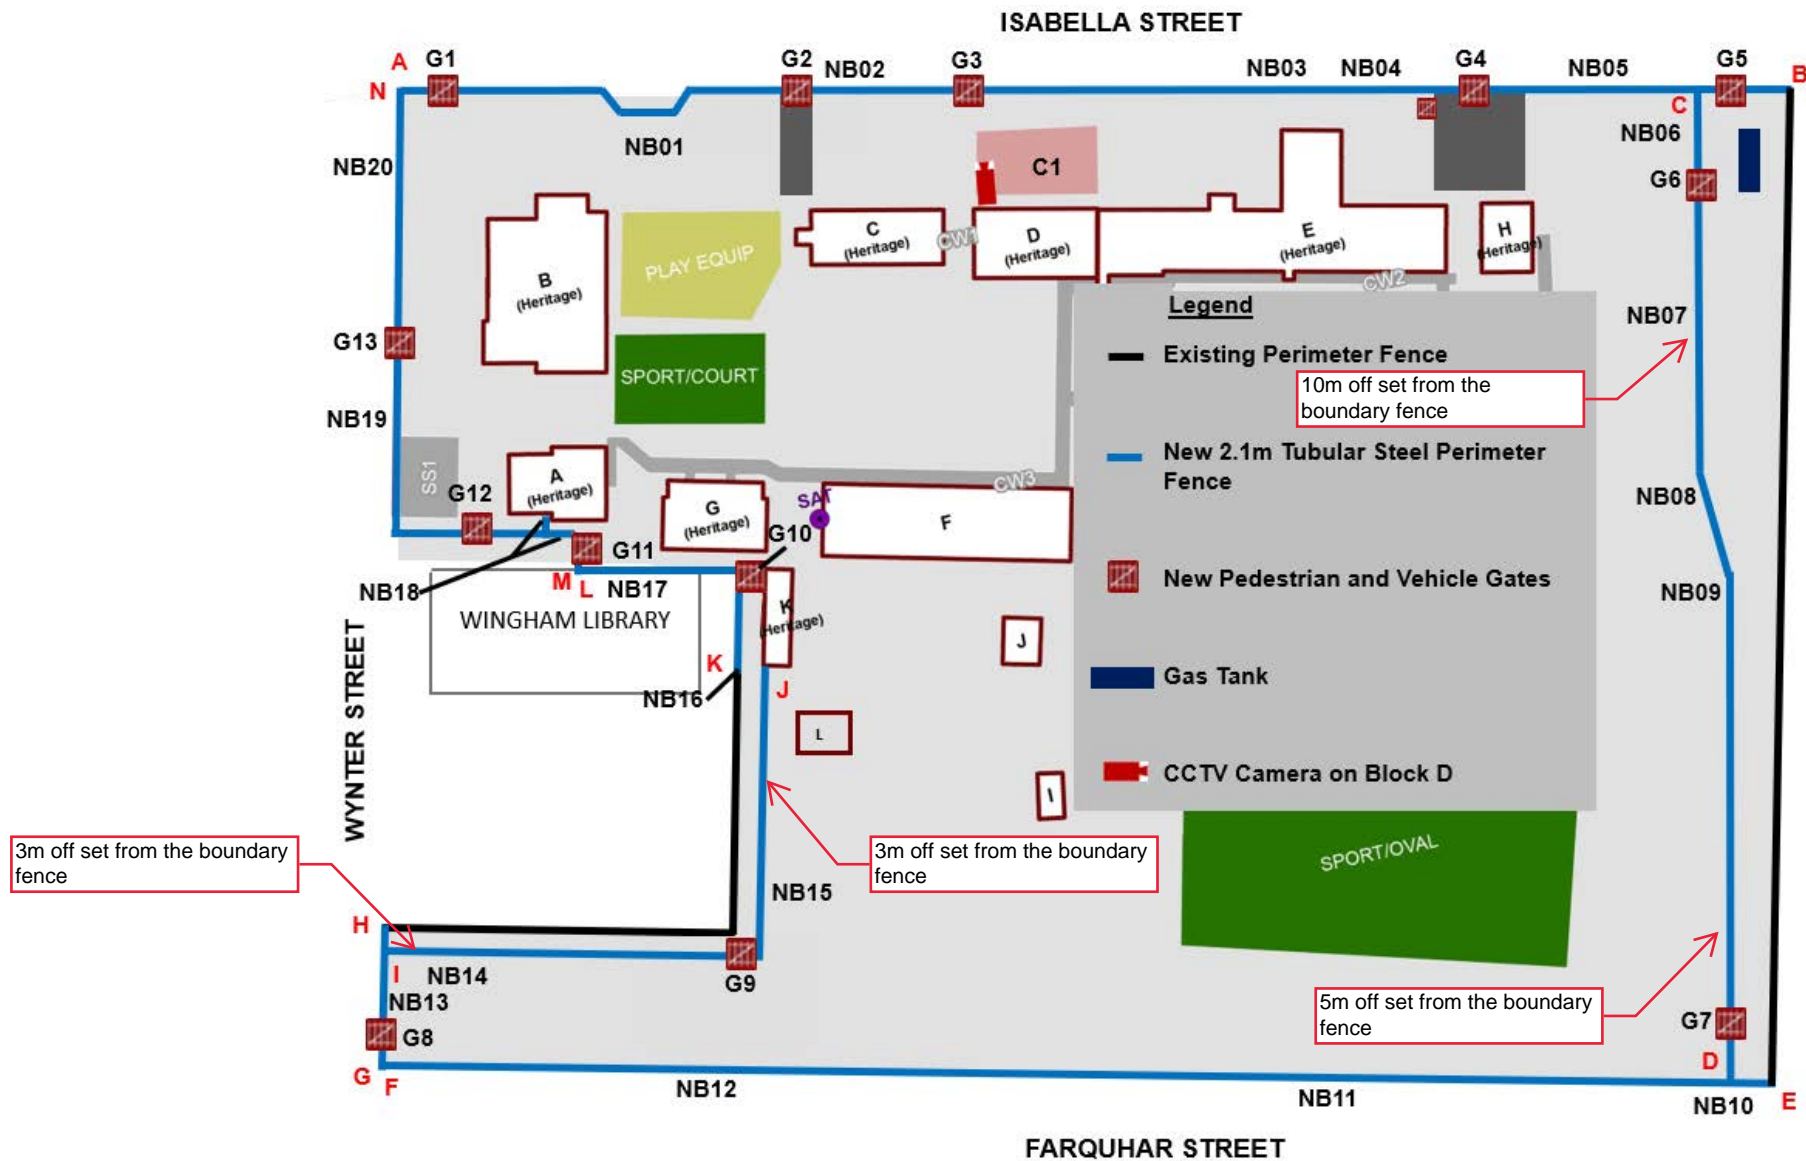 ISABELLA STREET
A
G1
G2
NB02
G3
NB03
NB04
G4
NB05
G5
B
N
C
NB01
NB06
NB20
C1
G6
B
(Heritage)
PLAY EQUIP
C
(Heritage)
CW1
D
(Heritage)
E
(Heritage)
H
(Heritage)
CW2
G13
SPORT/COURT
NB19
SS1
G12
A
(Heritage)
G
(Heritage)
SAT
CW3
F
G10
G11
NB18
M
L
NB17
WINGHAM LIBRARY
K
(Heritage)
K
NB16
J
J
L
I
WYNTER STREET
Legend
Existing Perimeter Fence
New 2.1m Tubular Steel Perimeter
Fence
New Pedestrian and Vehicle Gates
Gas Tank
CCTV Camera on Block D
NB07
10m off set from the
boundary fence
NB08
NB09
3m off set from the boundary
fence
3m off set from the boundary
fence
SPORT/OVAL
NB15
H
I
NB14
G9
NB13
G8
5m off set from the boundary
fence
G7
D
G
F
NB12
NB11
NB10
E
FARQUHAR STREET